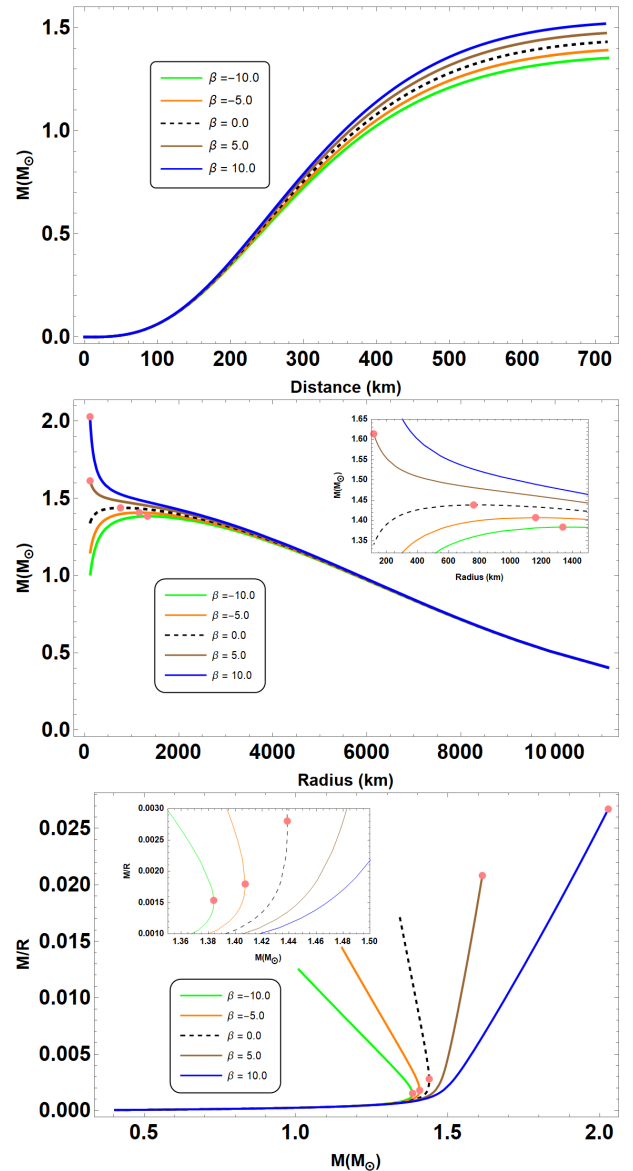 1.5
1.0
0.5
0.0
M(M⊙)
β =-10.0
β =-5.0
β = 0.0
β = 5.0
β = 10.0
0 100 200 300 400 500 600 700
Distance (km)
2.0
1.5
1.0
0.5
0.0
M(M⊙)
1.65
1.60
1.55
1.50
1.45
1.40
1.35
M(M⊙)
200 400 600 800 1000 1200 1400
Radius (km)
β =-10.0
β =-5.0
β = 0.0
β = 5.0
β = 10.0
0 2000 4000 6000 8000 10 000
Radius (km)
0.025
0.020
0.015
0.010
0.005
0.000
M/R
0.0030
0.0025
0.0020
0.0015
0.0010
M/R
1.36 1.38 1.40 1.42 1.44 1.46 1.48 1.50
M(M⊙)
β =-10.0
β =-5.0
β = 0.0
β = 5.0
β = 10.0
0.5 1.0 1.5 2.0
M(M⊙)